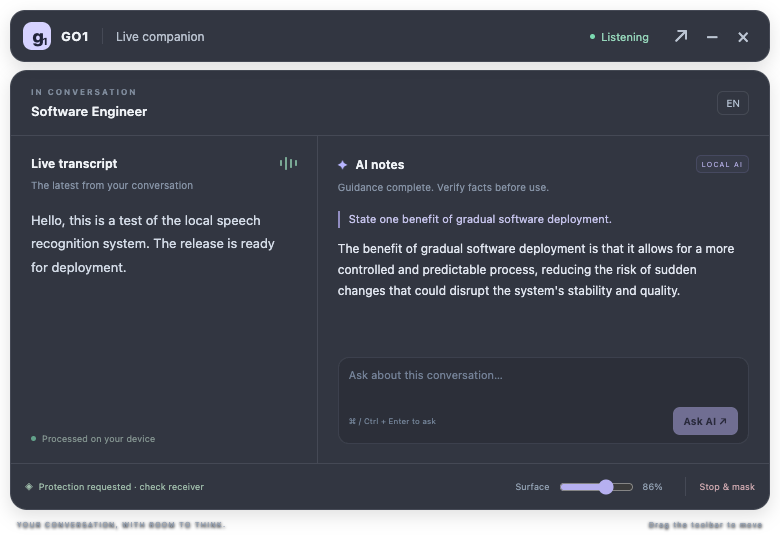 g1 GO1 Live companion Listening
IN CONVERSATION
Software Engineer
EN
Live transcript
The latest from your conversation
Hello, this is a test of the local speech
recognition system. The release is ready
for deployment.
Processed on your device
AI notes
LOCAL AI
Guidance complete. Verify facts before use.
State one benefit of gradual software deployment.
The benefit of gradual software deployment is that it allows for a more
controlled and predictable process, reducing the risk of sudden
changes that could disrupt the system's stability and quality.
Ask about this conversation...
⌘ / Ctrl + Enter to ask
Ask AI ↗
Protection requested · check receiver
Surface 86% Stop & mask
YOUR CONVERSATION, WITH ROOM TO THINK.
Drag the toolbar to move